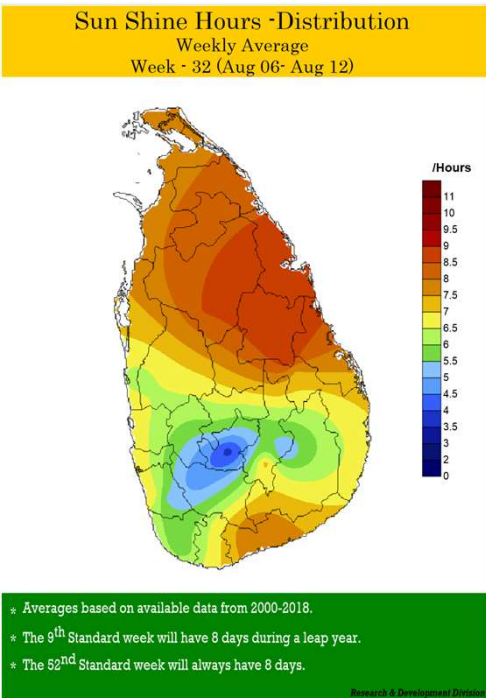 Sun Shine Hours -Distribution
Weekly Average
Week - 32 (Aug 06- Aug 12)
/Hours
11
10
9.5
9
8.5
8
7.5
7
6.5
6
5.5
5
4.5
4
3.5
3
2
0
* Averages based on available data from 2000-2018.
* The 9th Standard week will have 8 days during a leap year.
* The 52nd Standard week will always have 8 days.
Research & Development Division